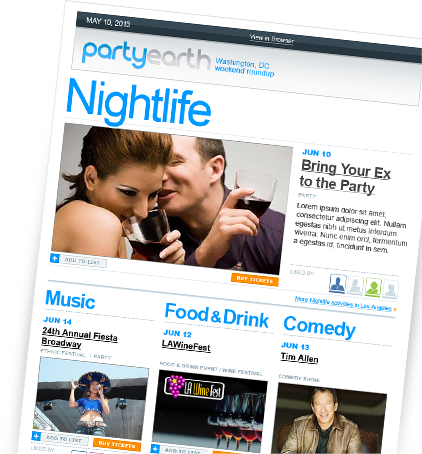 MAY 10, 2013
View in Browser
partyearth
Washington, DC
weekend roundup
Nightlife
JUN 10
Bring Your Ex
to the Party
PARTY
Lorem ipsum dolor sit amet,
consectetur adipiscing elit. Nullam
egestas nibh ut metus interdum
viverra. Nunc enim orci, fermentum
a egestas id, tincidunt in sem.
+ ADD TO LIST
BUY TICKETS
LIKED BY
More Nightlife activities in Los Angeles
Music
JUN 14
24th Annual Fiesta
Broadway
ETHNIC FESTIVAL / PARTY
+ ADD TO LIST
BUY TICKETS
LIKED BY
Food & Drink
JUN 12
LAWineFest
FOOD & DRINK EVENT / WINE FESTIVAL
LA Wine Fest
+ ADD TO LIST
BUY TICKETS
Comedy
JUN 13
Tim Allen
COMEDY SHOW